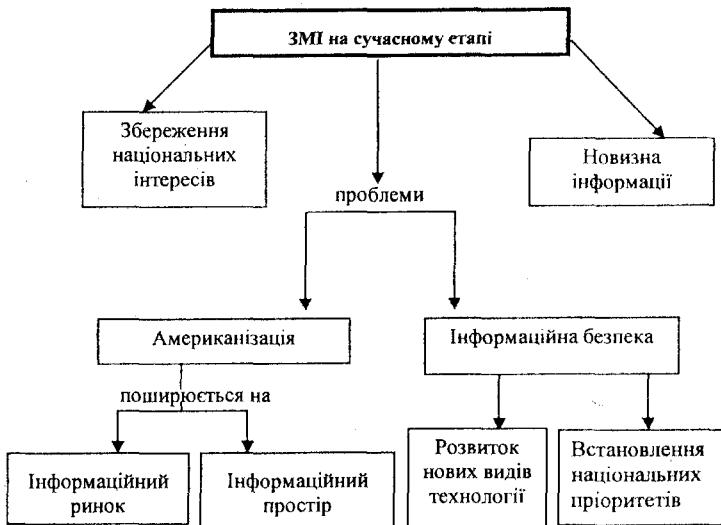 ЗМІ на сучасному етапі
Збереження
національних
інтересів
Новизна
інформації
проблеми
Американізація
Інформаційна безпека
поширюється на
Інформаційний
ринок
Інформаційний
простір
Розвиток
нових видів
технології
Встановлення
національних
пріоритетів